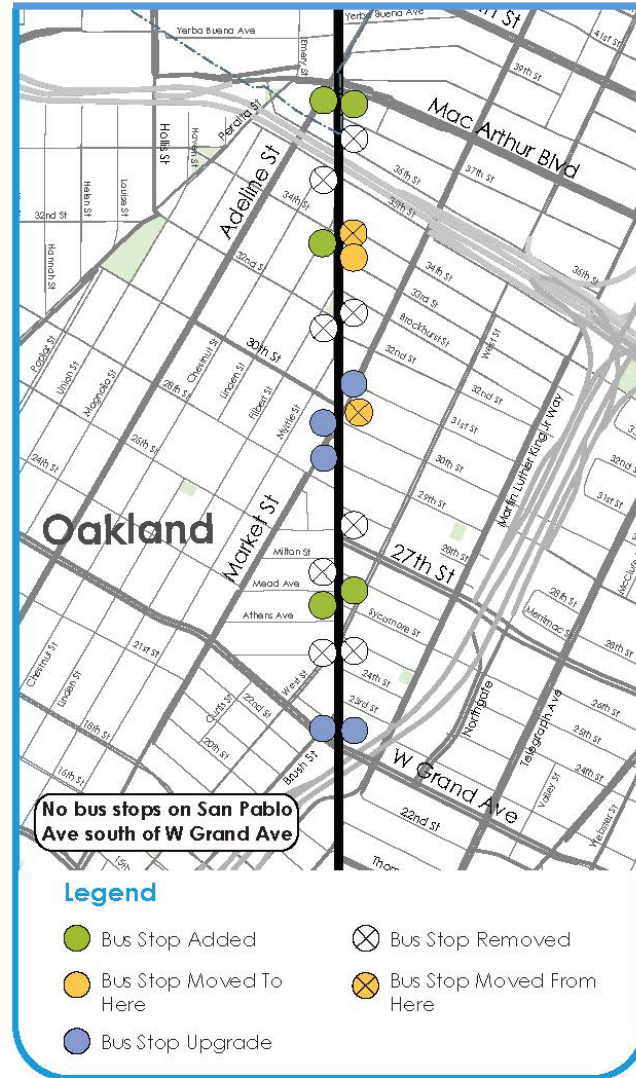 Yerba Buena Ave
Yerba Buena Ave
Emery St
41st St
39th St
Mac Arthur Blvd
Hollis St
Haven St
Peralta St
Adeline St
37th St
36th St
35th St
Helen St
Louise St
34th St
32nd St
Hannah St
32nd St
34th St
36th St
33rd St
Brockhurst St
West St
30th St
32nd St
Poplar St
Union St
Magnolia St
Chestnut St
Linden St
28th St
Filbert St
Myrtle St
32nd St
31st St
Martin Luther King Jr Way
26th St
24th St
30th St
29th St
32nd St
31st St
Oakland
Market St
Milton St
27th St
28th St
Mead Ave
28th St
Merrimac St
Athens Ave
Sycamore St
28th St
21st St
West St
24th St
23rd St
Chestnut St
Linden St
Curtis St
22nd St
Northgate
26th St
25th St
18th St
20th St
Telegraph Ave
24th St
16th St
Brush St
W Grand Ave
Valley St
Webster St
22nd St
No bus stops on San Pablo
Ave south of W Grand Ave
15th St
Legend
Bus Stop Added
Bus Stop Removed
Bus Stop Moved To
Here
Bus Stop Moved From
Here
Bus Stop Upgrade